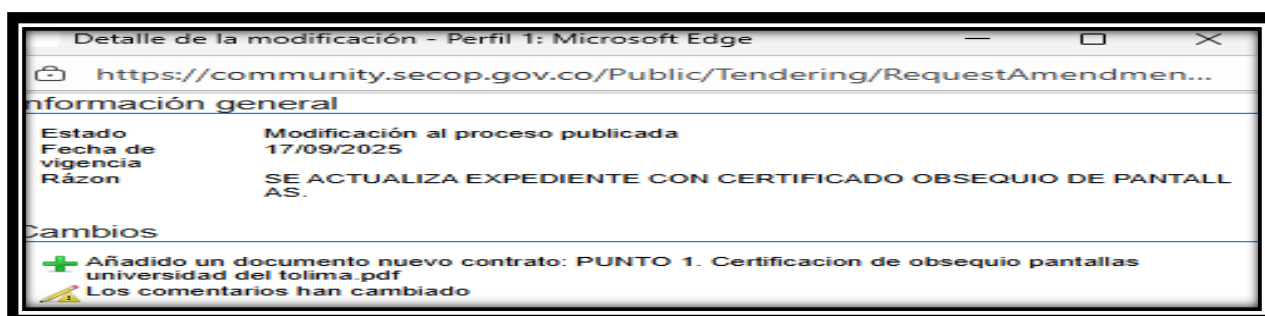 Detalle de la modificación - Perfil 1: Microsoft Edge
https://community.secop.gov.co/Public/Tendering/RequestAmendmen...
nformación general
Estado Modificación al proceso publicada
Fecha de vigencia 17/09/2025
Rázon SE ACTUALIZA EXPEDIENTE CON CERTIFICADO OBSEQUIO DE PANTALL
AS.
Cambios
Añadido un documento nuevo contrato: PUNTO 1. Certificacion de obsequio pantallas
universidad del tolima.pdf
Los comentarios han cambiado